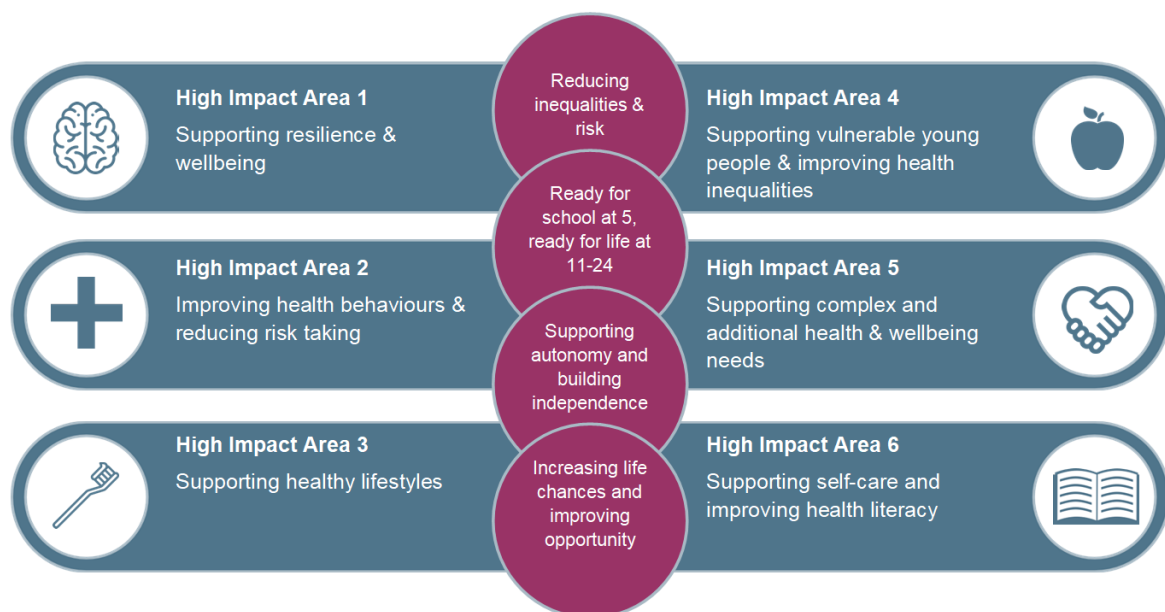 High Impact Area 1
Supporting resilience &
wellbeing
High Impact Area 2
Improving health behaviours &
reducing risk taking
High Impact Area 3
Supporting healthy lifestyles
Reducing
inequalities &
risk
Ready for
school at 5,
ready for life at
11-24
Supporting
autonomy and
building
independence
Increasing life
chances and
improving
opportunity
High Impact Area 4
Supporting vulnerable young
people & improving health
inequalities
High Impact Area 5
Supporting complex and
additional health & wellbeing
needs
High Impact Area 6
Supporting self-care and
improving health literacy